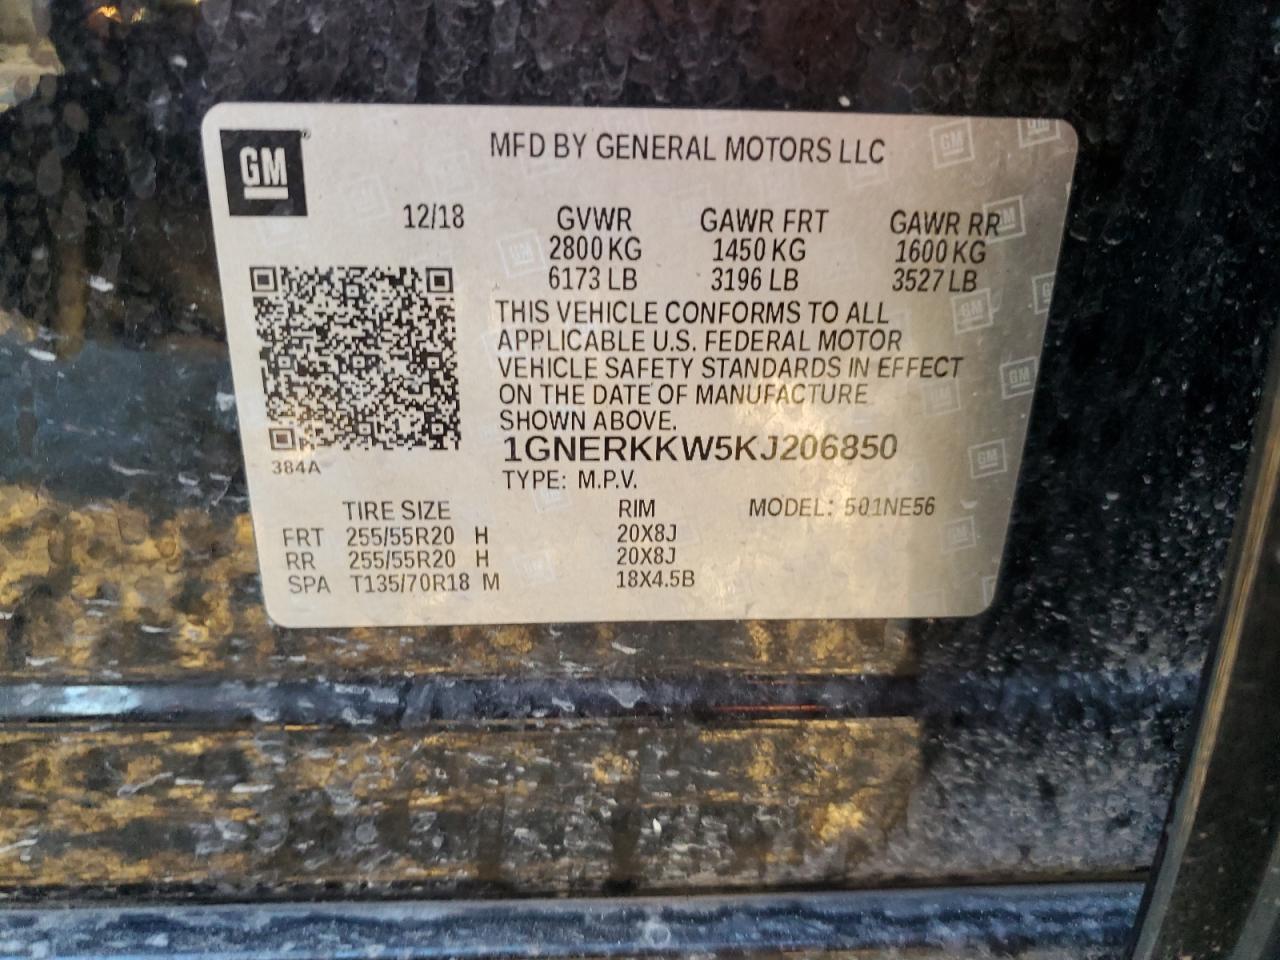 GM
MFD BY GENERAL MOTORS LLC
12/18 GVWR GAWR FRT GAWR RR
2800 KG 1450 KG 1600 KG
6173 LB 3196 LB 3527 LB
THIS VEHICLE CONFORMS TO ALL
APPLICABLE U.S. FEDERAL MOTOR
VEHICLE SAFETY STANDARDS IN EFFECT
ON THE DATE OF MANUFACTURE
SHOWN ABOVE.
1GNERKKW5KJ206850
384A
TYPE: M.P.V.
TIRE SIZE RIM MODEL: 501NE56
FRT 255/55R20 H 20X8J
RR 255/55R20 H 20X8J
SPA T135/70R18 M 18X4.5B